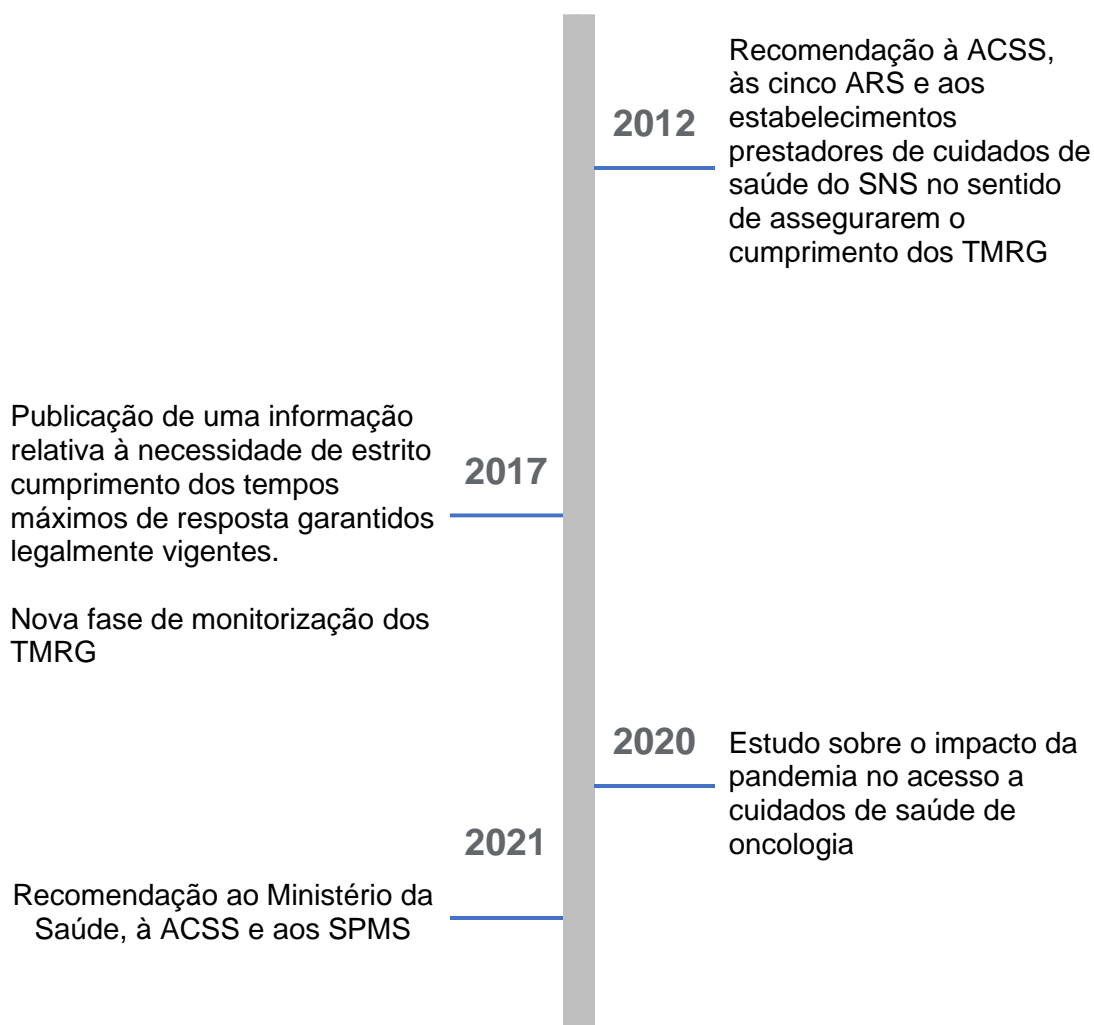 2012
Recomendação à ACSS,
às cinco ARS e aos
estabelecimentos
prestadores de cuidados de
saúde do SNS no sentido
de assegurarem o
cumprimento dos TMRG
2017
Publicação de uma informação
relativa à necessidade de estrito
cumprimento dos tempos
máximos de resposta garantidos
legalmente vigentes.
Nova fase de monitorização dos
TMRG
2020
Estudo sobre o impacto da
pandemia no acesso a
cuidados de saúde de
oncologia
2021
Recomendação ao Ministério da
Saúde, à ACSS e aos SPMS